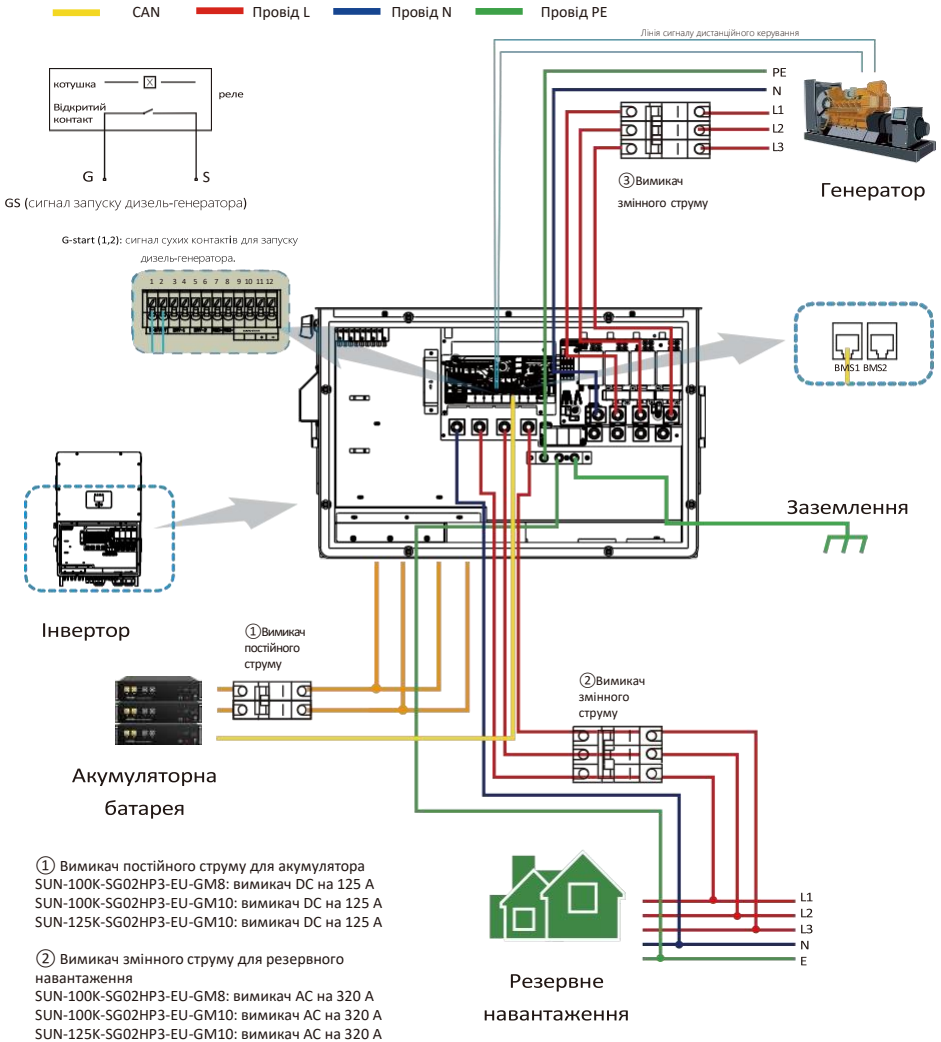 CAN
Провід L
Провід N
Провід PE
Лінія сигналу дистанційного керування
котушка
реле
Відкритий
контакт
G
S
GS (сигнал запуску дизель-генератора)
PE
N
L1
L2
L3
③Вимикач
змінного струму
Генератор
G-start (1,2): сигнал сухих контактів для запуску
дизель-генератора.
1 2 3 4 5 6 7 8 9 10 11 12
BMS1 BMS2
Заземлення
Інвертор
①Вимикач
постійного
струму
②Вимикач
змінного
струму
Акумуляторна
батарея
① Вимикач постійного струму для акумулятора
SUN-100K-SG02HP3-EU-GM8: вимикач DC на 125 А
SUN-100K-SG02HP3-EU-GM10: вимикач DC на 125 А
SUN-125K-SG02HP3-EU-GM10: вимикач DC на 125 А
② Вимикач змінного струму для резервного
навантаження
SUN-100K-SG02HP3-EU-GM8: вимикач AC на 320 А
SUN-100K-SG02HP3-EU-GM10: вимикач AC на 320 А
SUN-125K-SG02HP3-EU-GM10: вимикач AC на 320 А
L1
L2
L3
N
E
Резервне
навантаження